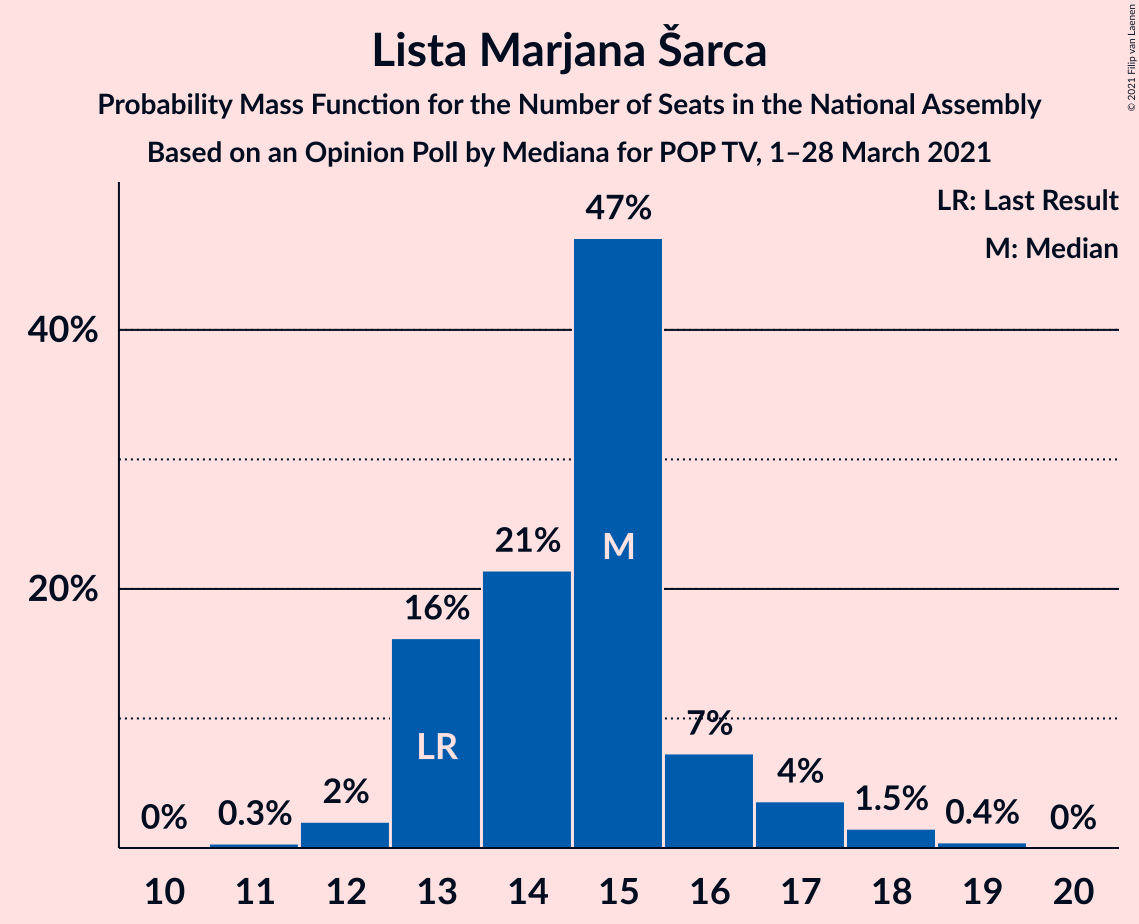 Lista Marjana Šarca
Probability Mass Function for the Number of Seats in the National Assembly
Based on an Opinion Poll by Mediana for POP TV, 1–28 March 2021
© 2021 Filip van Laenen
LR: Last Result
M: Median
40%
20%
0%
0.3%
2%
16%
21%
47%
7%
4%
1.5%
0.4%
0%
LR
M
10 11 12 13 14 15 16 17 18 19 20